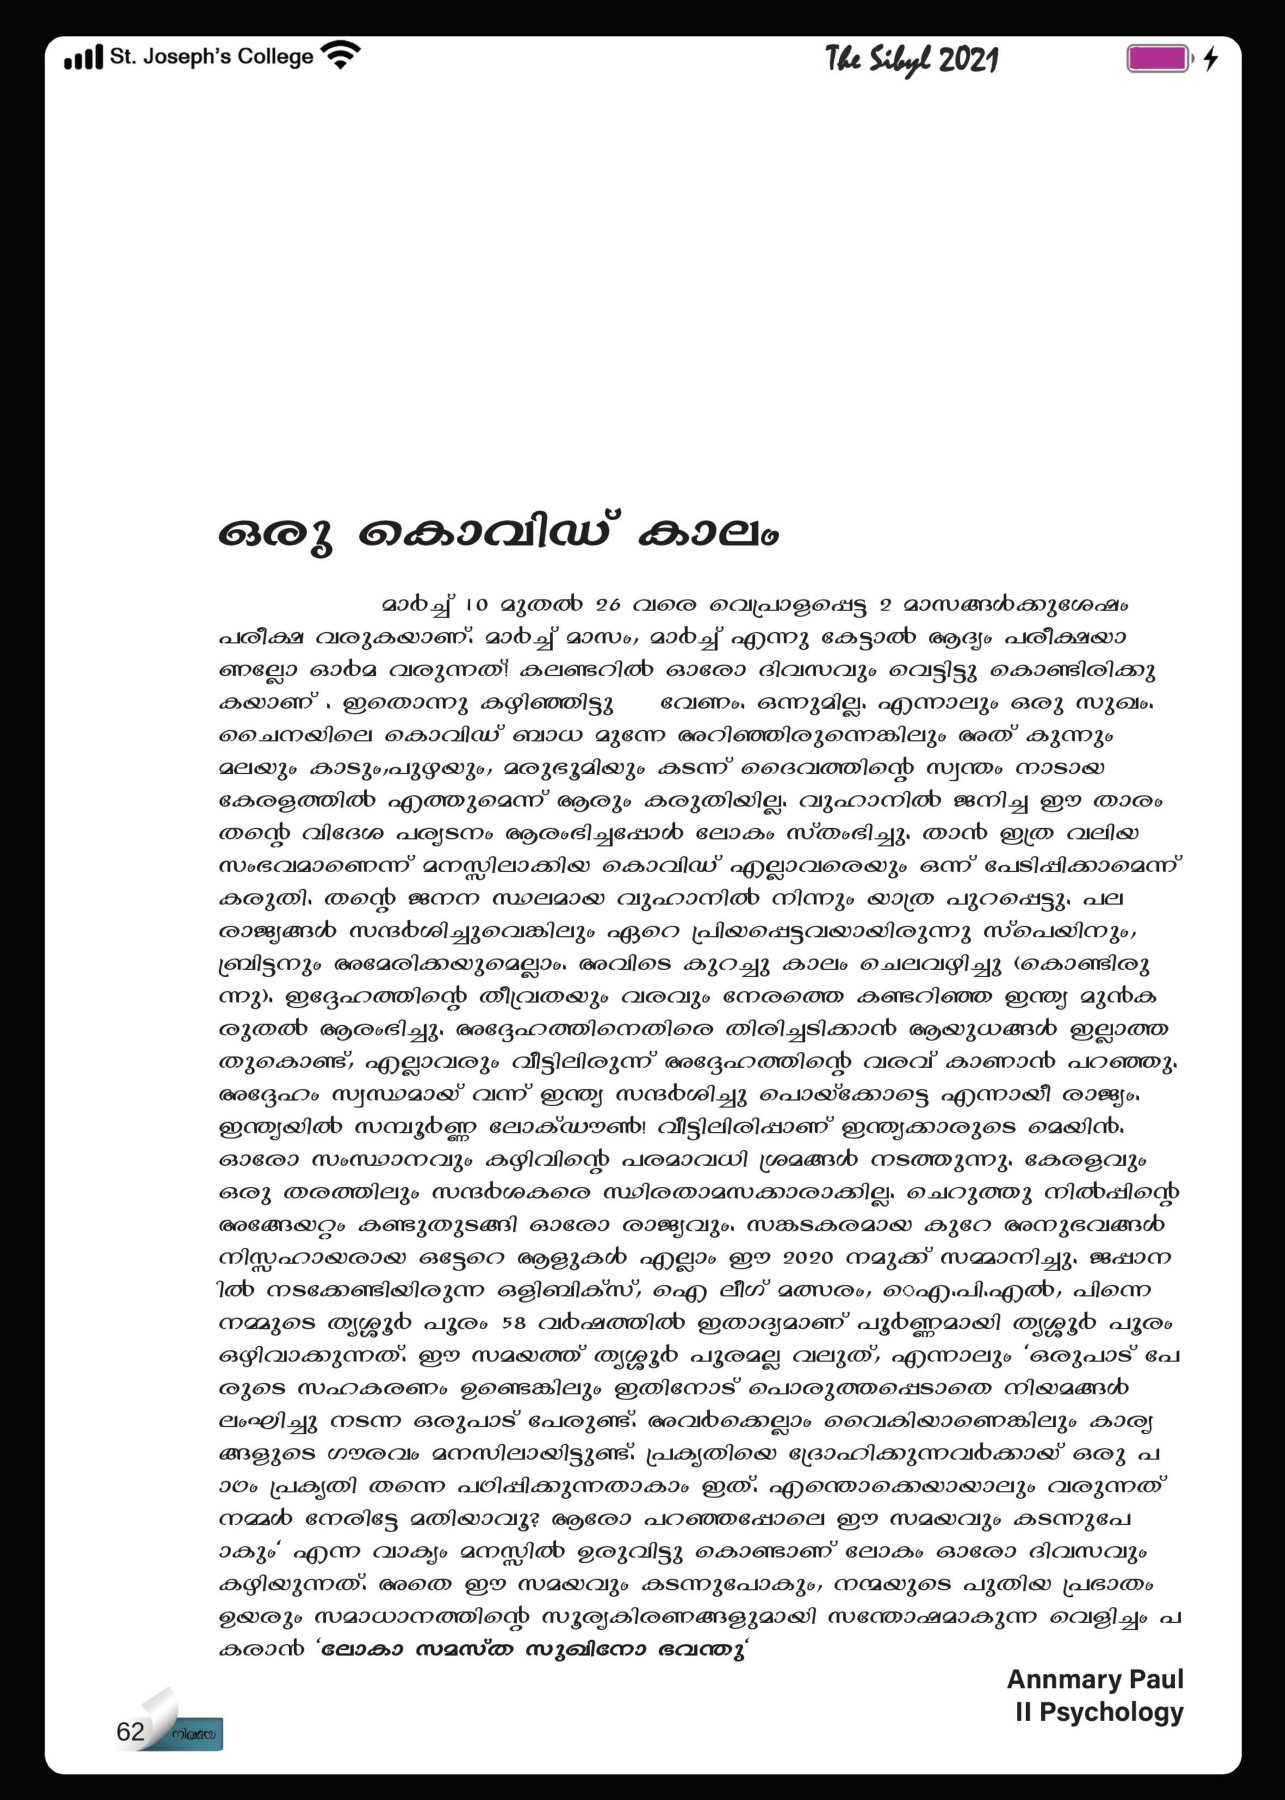 St. Joseph's College
The Sibyl 2021
ഒരു കൊവിഡ് കാലം
മാർച്ച് 10 മുതൽ 26 വരെ വെപ്രാളപ്പെട്ട 2 മാസങ്ങൾക്കുശേഷം
പരീക്ഷ വരുകയാണ്. മാർച്ച് മാസം, മാർച്ച് എന്നു കേട്ടാൽ ആദ്യം പരീക്ഷയാ
ണല്ലോ ഓർമ വരുന്നത്! കലണ്ടറിൽ ഓരോ ദിവസവും വെട്ടിട്ടു കൊണ്ടിരിക്കു
കയാണ് . ഇതൊന്നു കഴിഞ്ഞിട്ടു വേണം. ഒന്നുമില്ല. എന്നാലും ഒരു സുഖം.
ചൈനയിലെ കൊവിഡ് ബാധ മുന്നേ അറിഞ്ഞിരുന്നെങ്കിലും അത് കുന്നും
മലയും കാടും,പുഴയും, മരുഭൂമിയും കടന്ന് ദൈവത്തിന്റെ സ്വന്തം നാടായ
കേരളത്തിൽ എത്തുമെന്ന് ആരും കരുതിയില്ല. വുഹാനിൽ ജനിച്ച ഈ താരം
തന്റെ വിദേശ പര്യടനം ആരംഭിച്ചപ്പോൾ ലോകം സ്തംഭിച്ചു. താൻ ഇത്ര വലിയ
സംഭവമാണെന്ന് മനസ്സിലാക്കിയ കൊവിഡ് എല്ലാവരെയും ഒന്ന് പേടിപ്പിക്കാമെന്ന്
കരുതി. തന്റെ ജനന സ്ഥലമായ വുഹാനിൽ നിന്നും യാത്ര പുറപ്പെട്ടു. പല
രാജ്യങ്ങൾ സന്ദർശിച്ചുവെങ്കിലും ഏറെ പ്രിയപ്പെട്ടവയായിരുന്നു സ്പെയിനും,
ബ്രിട്ടനും അമേരിക്കയുമെല്ലാം. അവിടെ കുറച്ചു കാലം ചെലവഴിച്ചു (കൊണ്ടിരു
ന്നു). ഇദ്ദേഹത്തിന്റെ തീവ്രതയും വരവും നേരത്തെ കണ്ടറിഞ്ഞ ഇന്ത്യ മുൻക
രുതൽ ആരംഭിച്ചു. അദ്ദേഹത്തിനെതിരെ തിരിച്ചടിക്കാൻ ആയുധങ്ങൾ ഇല്ലാത്ത
തുകൊണ്ട്, എല്ലാവരും വീട്ടിലിരുന്ന് അദ്ദേഹത്തിന്റെ വരവ് കാണാൻ പറഞ്ഞു.
അദ്ദേഹം സ്വസ്ഥമായ് വന്ന് ഇന്ത്യ സന്ദർശിച്ചു പൊയ്ക്കോട്ടെ എന്നായീ രാജ്യം.
ഇന്ത്യയിൽ സമ്പൂർണ്ണ ലോക്ഡൗൺ! വീട്ടിലിരിപ്പാണ് ഇന്ത്യക്കാരുടെ മെയിൻ.
ഓരോ സംസ്ഥാനവും കഴിവിന്റെ പരമാവധി ശ്രമങ്ങൾ നടത്തുന്നു. കേരളവും
ഒരു തരത്തിലും സന്ദർശകരെ സ്ഥിരതാമസക്കാരാക്കില്ല. ചെറുത്തു നിൽപ്പിന്റെ
അങ്ങേയറ്റം കണ്ടുതുടങ്ങി ഓരോ രാജ്യവും. സങ്കടകരമായ കുറേ അനുഭവങ്ങൾ
നിസ്സഹായരായ ഒട്ടേറെ ആളുകൾ എല്ലാം ഈ 2020 നമുക്ക് സമ്മാനിച്ചു. ജപ്പാന
ിൽ നടക്കേണ്ടിയിരുന്ന ഒളിബിക്സ്, ഐ ലീഗ് മത്സരം, ഐ.പി.എൽ, പിന്നെ
നമ്മുടെ തൃശ്ശൂർ പൂരം 58 വർഷത്തിൽ ഇതാദ്യമാണ് പൂർണ്ണമായി തൃശ്ശൂർ പൂരം
ഒഴിവാക്കുന്നത്. ഈ സമയത്ത് തൃശ്ശൂർ പൂരമല്ല വലുത്, എന്നാലും ‘ഒരുപാട് പേ
രുടെ സഹകരണം ഉണ്ടെങ്കിലും ഇതിനോട് പൊരുത്തപ്പെടാതെ നിയമങ്ങൾ
ലംഘിച്ചു നടന്ന ഒരുപാട് പേരുണ്ട്. അവർക്കെല്ലാം വൈകിയാണെങ്കിലും കാര്യ
ങ്ങളുടെ ഗൗരവം മനസിലായിട്ടുണ്ട്. പ്രകൃതിയെ ദ്രോഹിക്കുന്നവർക്കായ് ഒരു പ
ാഠം പ്രകൃതി തന്നെ പഠിപ്പിക്കുന്നതാകാം ഇത്. എന്തൊക്കെയായാലും വരുന്നത്
നമ്മൾ നേരിട്ടേ മതിയാവൂ? ആരോ പറഞ്ഞപ്പോലെ ഈ സമയവും കടന്നുപേ
ാകും‘ എന്ന വാക്യം മനസ്സിൽ ഉരുവിട്ടു കൊണ്ടാണ് ലോകം ഓരോ ദിവസവും
കഴിയുന്നത്. അതെ ഈ സമയവും കടന്നുപോകും, നന്മയുടെ പുതിയ പ്രഭാതം
ഉയരും സമാധാനത്തിന്റെ സൂര്യകിരണങ്ങളുമായി സന്തോഷമാകുന്ന വെളിച്ചം പ
കരാൻ ‘ലോകാ സമസ്ത സുഖിനോ ഭവന്തു‘
Annmary Paul
II Psychology
62